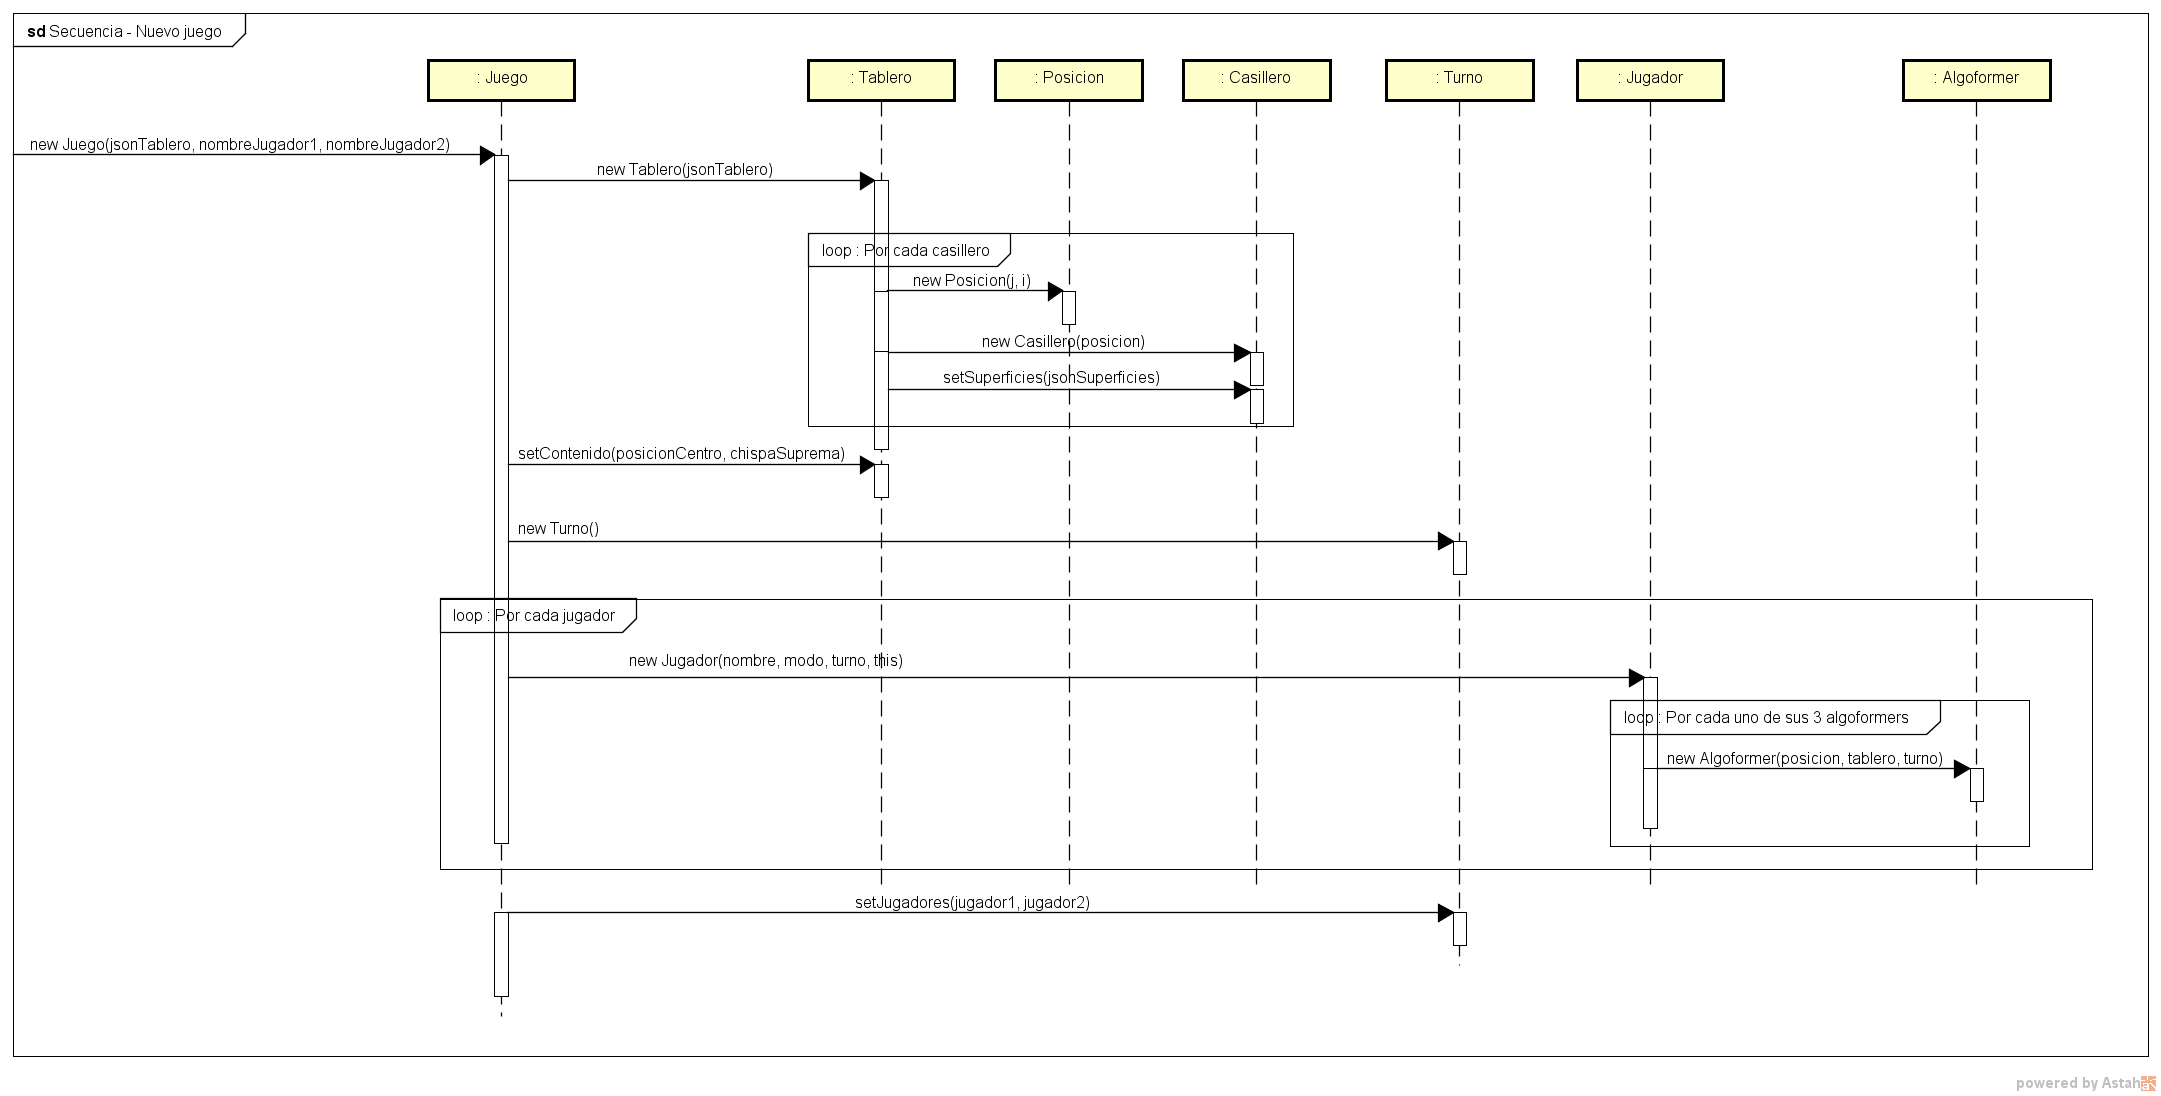 sd Secuencia - Nuevo juego
: Juego
: Tablero
: Posicion
: Casillero
: Turno
: Jugador
: Algoformer
new Juego(jsonTablero, nombreJugador1, nombreJugador2)
new Tablero(jsonTablero)
loop : Por cada casillero
new Posicion(j, i)
new Casillero(posicion)
setSuperficies(jsonSuperficies)
setContenido(posicionCentro, chispaSuprema)
new Turno()
loop : Por cada jugador
new Jugador(nombre, modo, turno, this)
loop : Por cada uno de sus 3 algoformers
new Algoformer(posicion, tablero, turno)
setJugadores(jugador1, jugador2)
powered by Astah